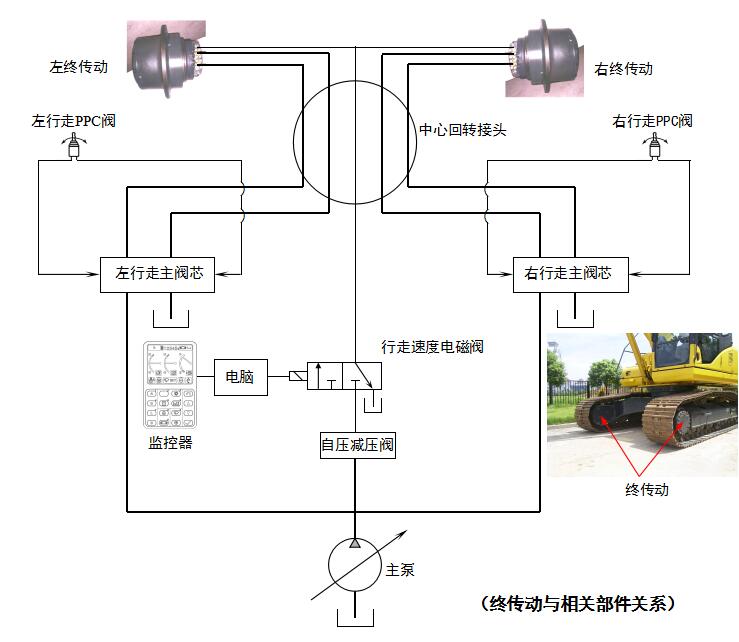 左终传动
右终传动
左行走PPC阀
中心回转接头
右行走PPC阀
左行走主阀芯
右行走主阀芯
行走速度电磁阀
电脑
监控器
自压减压阀
终传动
主泵
（终传动与相关部件关系）